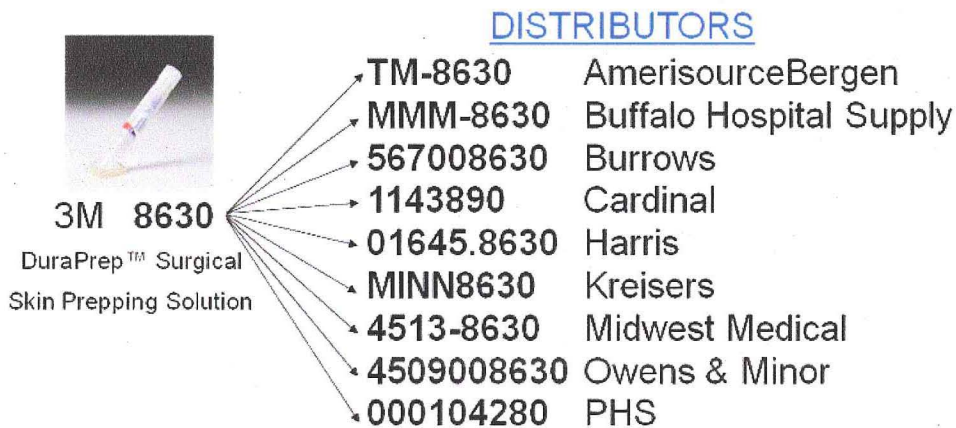 DISTRIBUTORS
TM-8630 AmerisourceBergen
MMM-8630 Buffalo Hospital Supply
567008630 Burrows
1143890 Cardinal
01645.8630 Harris
MINN8630 Kreisers
4513-8630 Midwest Medical
4509008630 Owens & Minor
000104280 PHS
3M 8630
DuraPrep™ Surgical
Skin Prepping Solution